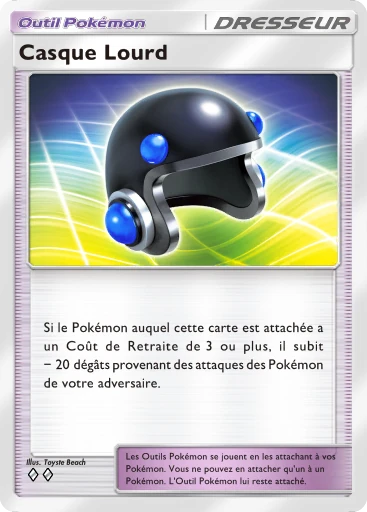 Outil Pokémon
DRESSEUR
Casque Lourd
Si le Pokémon auquel cette carte est attachée a
un Coût de Retraite de 3 ou plus, il subit
− 20 dégâts provenant des attaques des Pokémon
de votre adversaire.
Illus. Toyste Beach
Les Outils Pokémon se jouent en les attachant à vos
Pokémon. Vous ne pouvez en attacher qu'un à un
Pokémon. L'Outil Pokémon lui reste attaché.